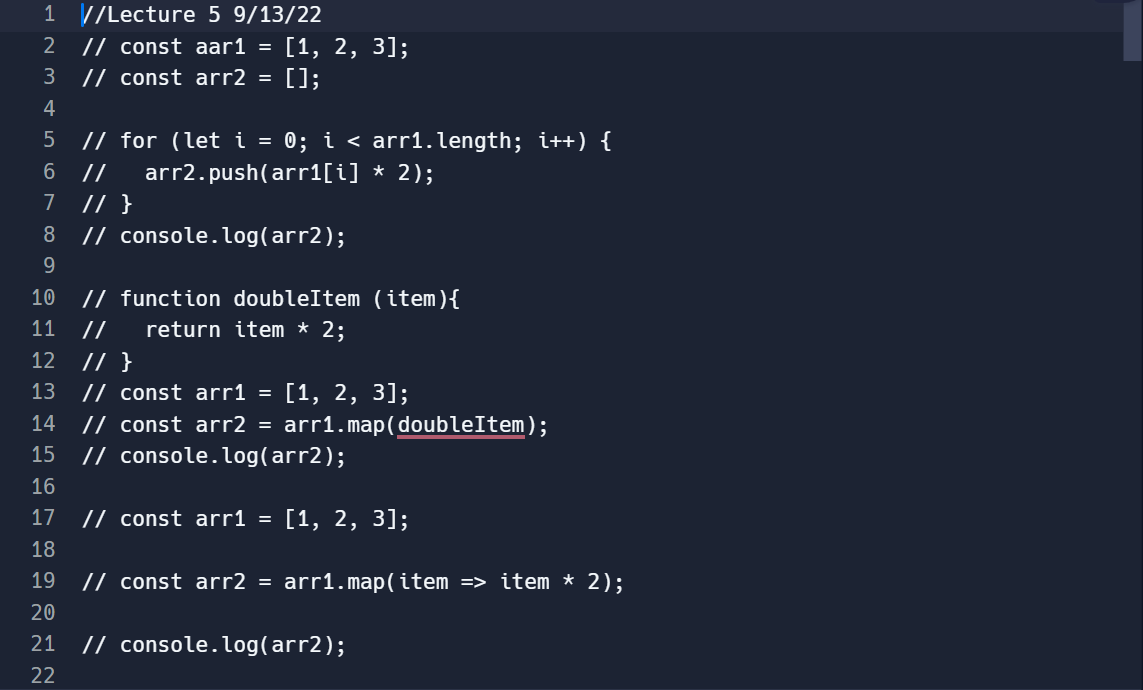 1 //Lecture 5 9/13/22
2 // const aar1 = [1, 2, 3];
3 // const arr2 = [];
4
5 // for (let i = 0; i < arr1.length; i++) {
6 //   arr2.push(arr1[i] * 2);
7 // }
8 // console.log(arr2);
9
10 // function doubleItem (item){
11 //   return item * 2;
12 // }
13 // const arr1 = [1, 2, 3];
14 // const arr2 = arr1.map(doubleItem);
15 // console.log(arr2);
16
17 // const arr1 = [1, 2, 3];
18
19 // const arr2 = arr1.map(item => item * 2);
20
21 // console.log(arr2);
22